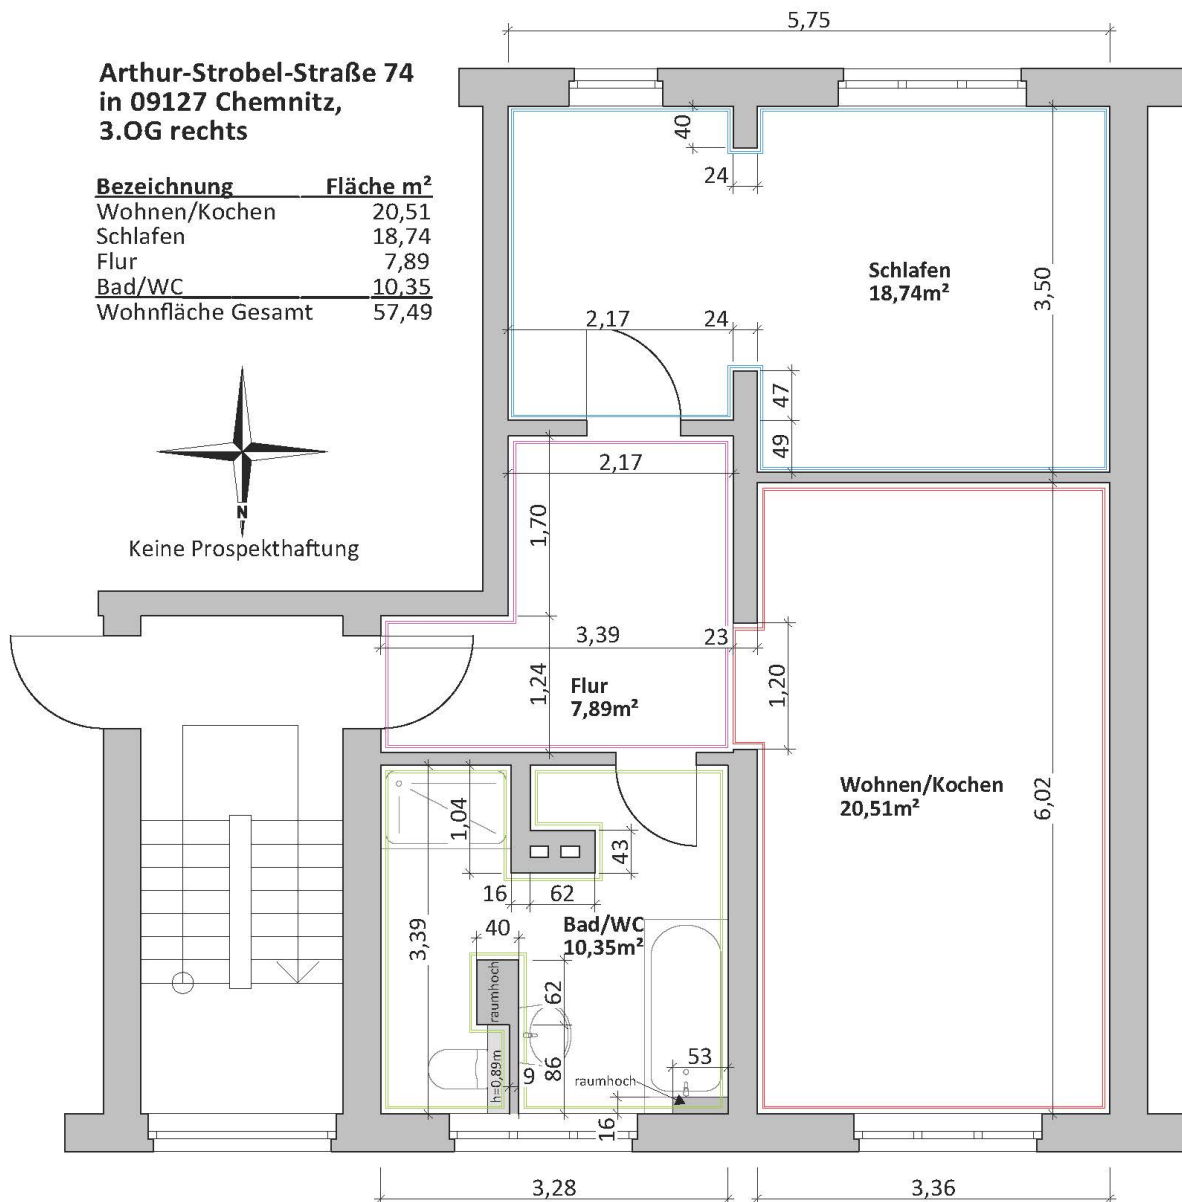 5,75
Arthur-Strobel-Straße 74
in 09127 Chemnitz,
3.OG rechts
Bezeichnung Fläche m²
Wohnen/Kochen 20,51
Schlafen 18,74
Flur 7,89
Bad/WC 10,35
Wohnfläche Gesamt 57,49
N
Keine Prospekthaftung
40
24
Schlafen
18,74m²
3,50
2,17
24
47
49
2,17
1,70
3,39
23
1,24
Flur
7,89m²
1,20
Wohnen/Kochen
20,51m²
6,02
1,04
43
16
62
40
Bad/WC
10,35m²
3,39
raumhoch
62
h=0,89m
9
86
53
raumhoch
16
3,28
3,36